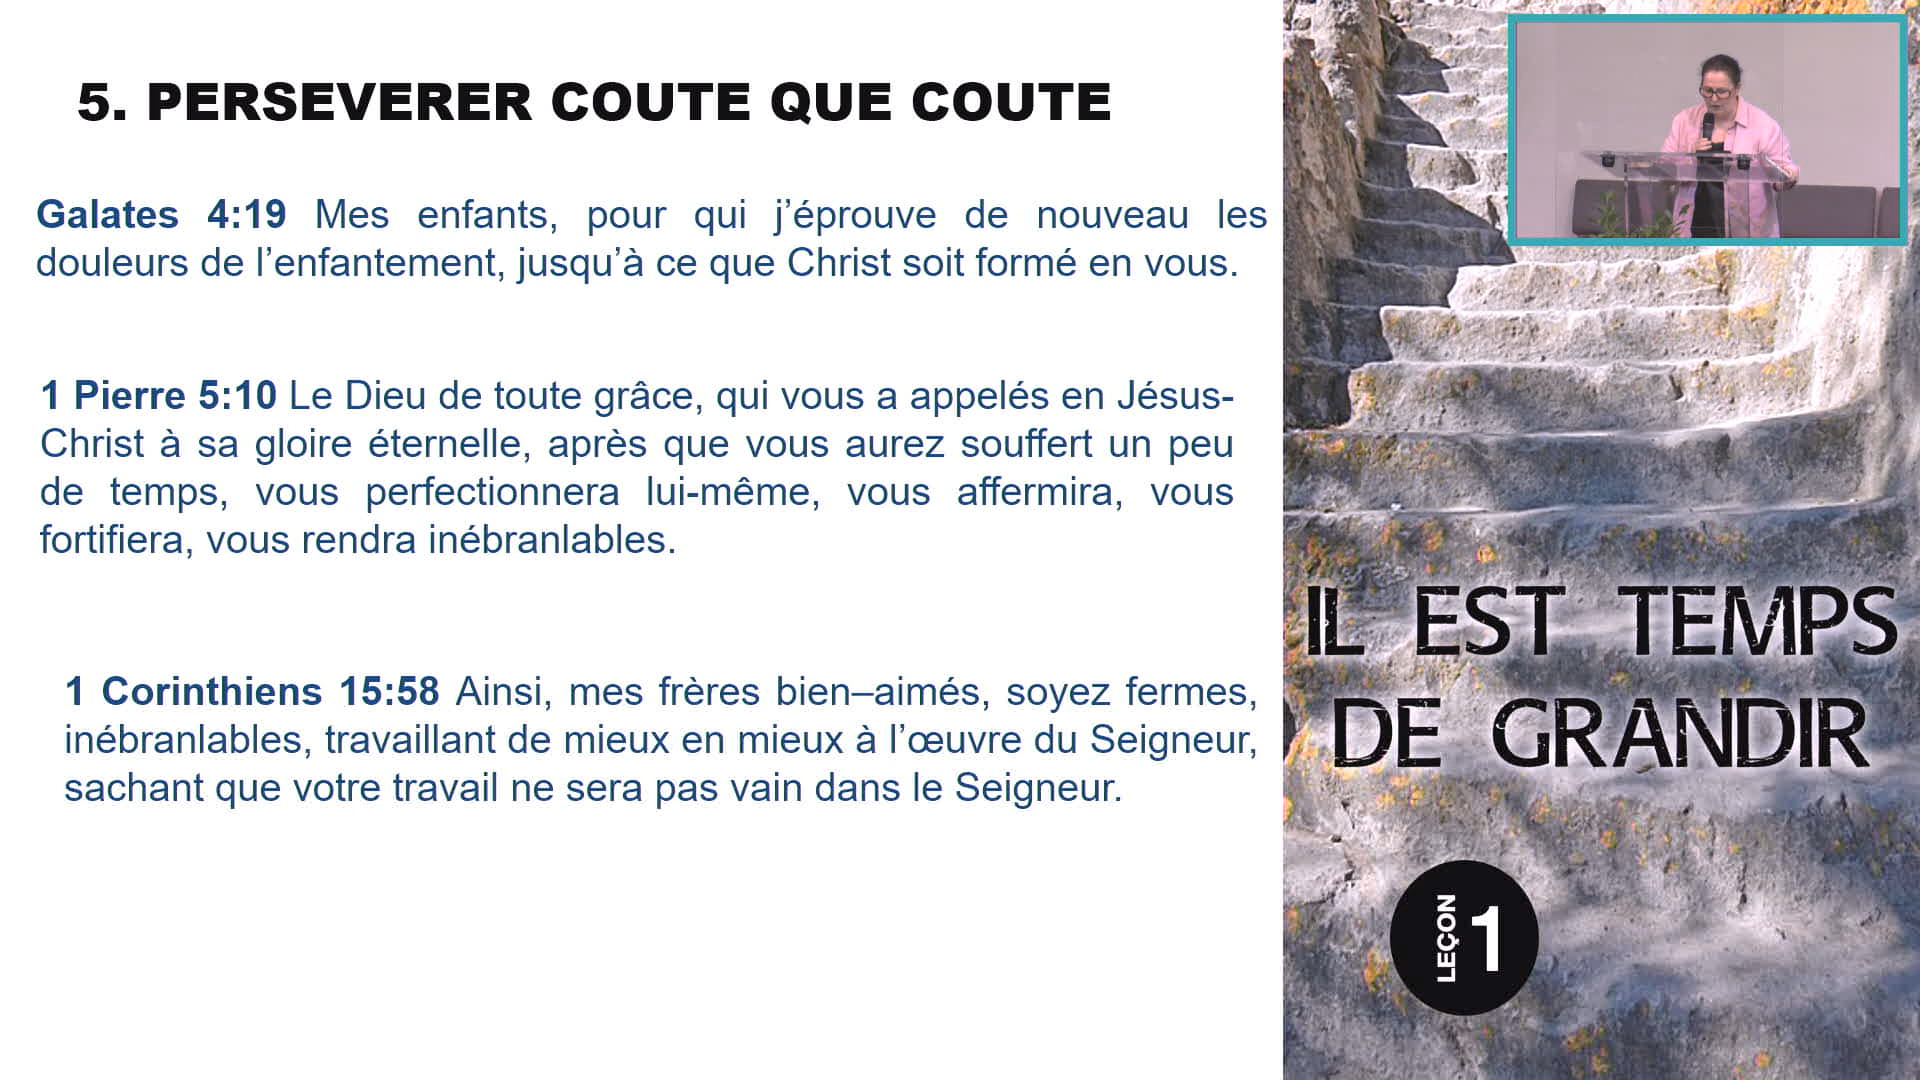 5. PERSEVERER COUTE QUE COUTE
Galates 4:19 Mes enfants, pour qui j’éprouve de nouveau les
douleurs de l’enfantement, jusqu’à ce que Christ soit formé en vous.
1 Pierre 5:10 Le Dieu de toute grâce, qui vous a appelés en Jésus-
Christ à sa gloire éternelle, après que vous aurez souffert un peu
de temps, vous perfectionnera lui-même, vous affermira, vous
fortifiera, vous rendra inébranlables.
1 Corinthiens 15:58 Ainsi, mes frères bien–aimés, soyez fermes,
inébranlables, travaillant de mieux en mieux à l’œuvre du Seigneur,
sachant que votre travail ne sera pas vain dans le Seigneur.
IL EST TEMPS
DE GRANDIR
LEÇON 1